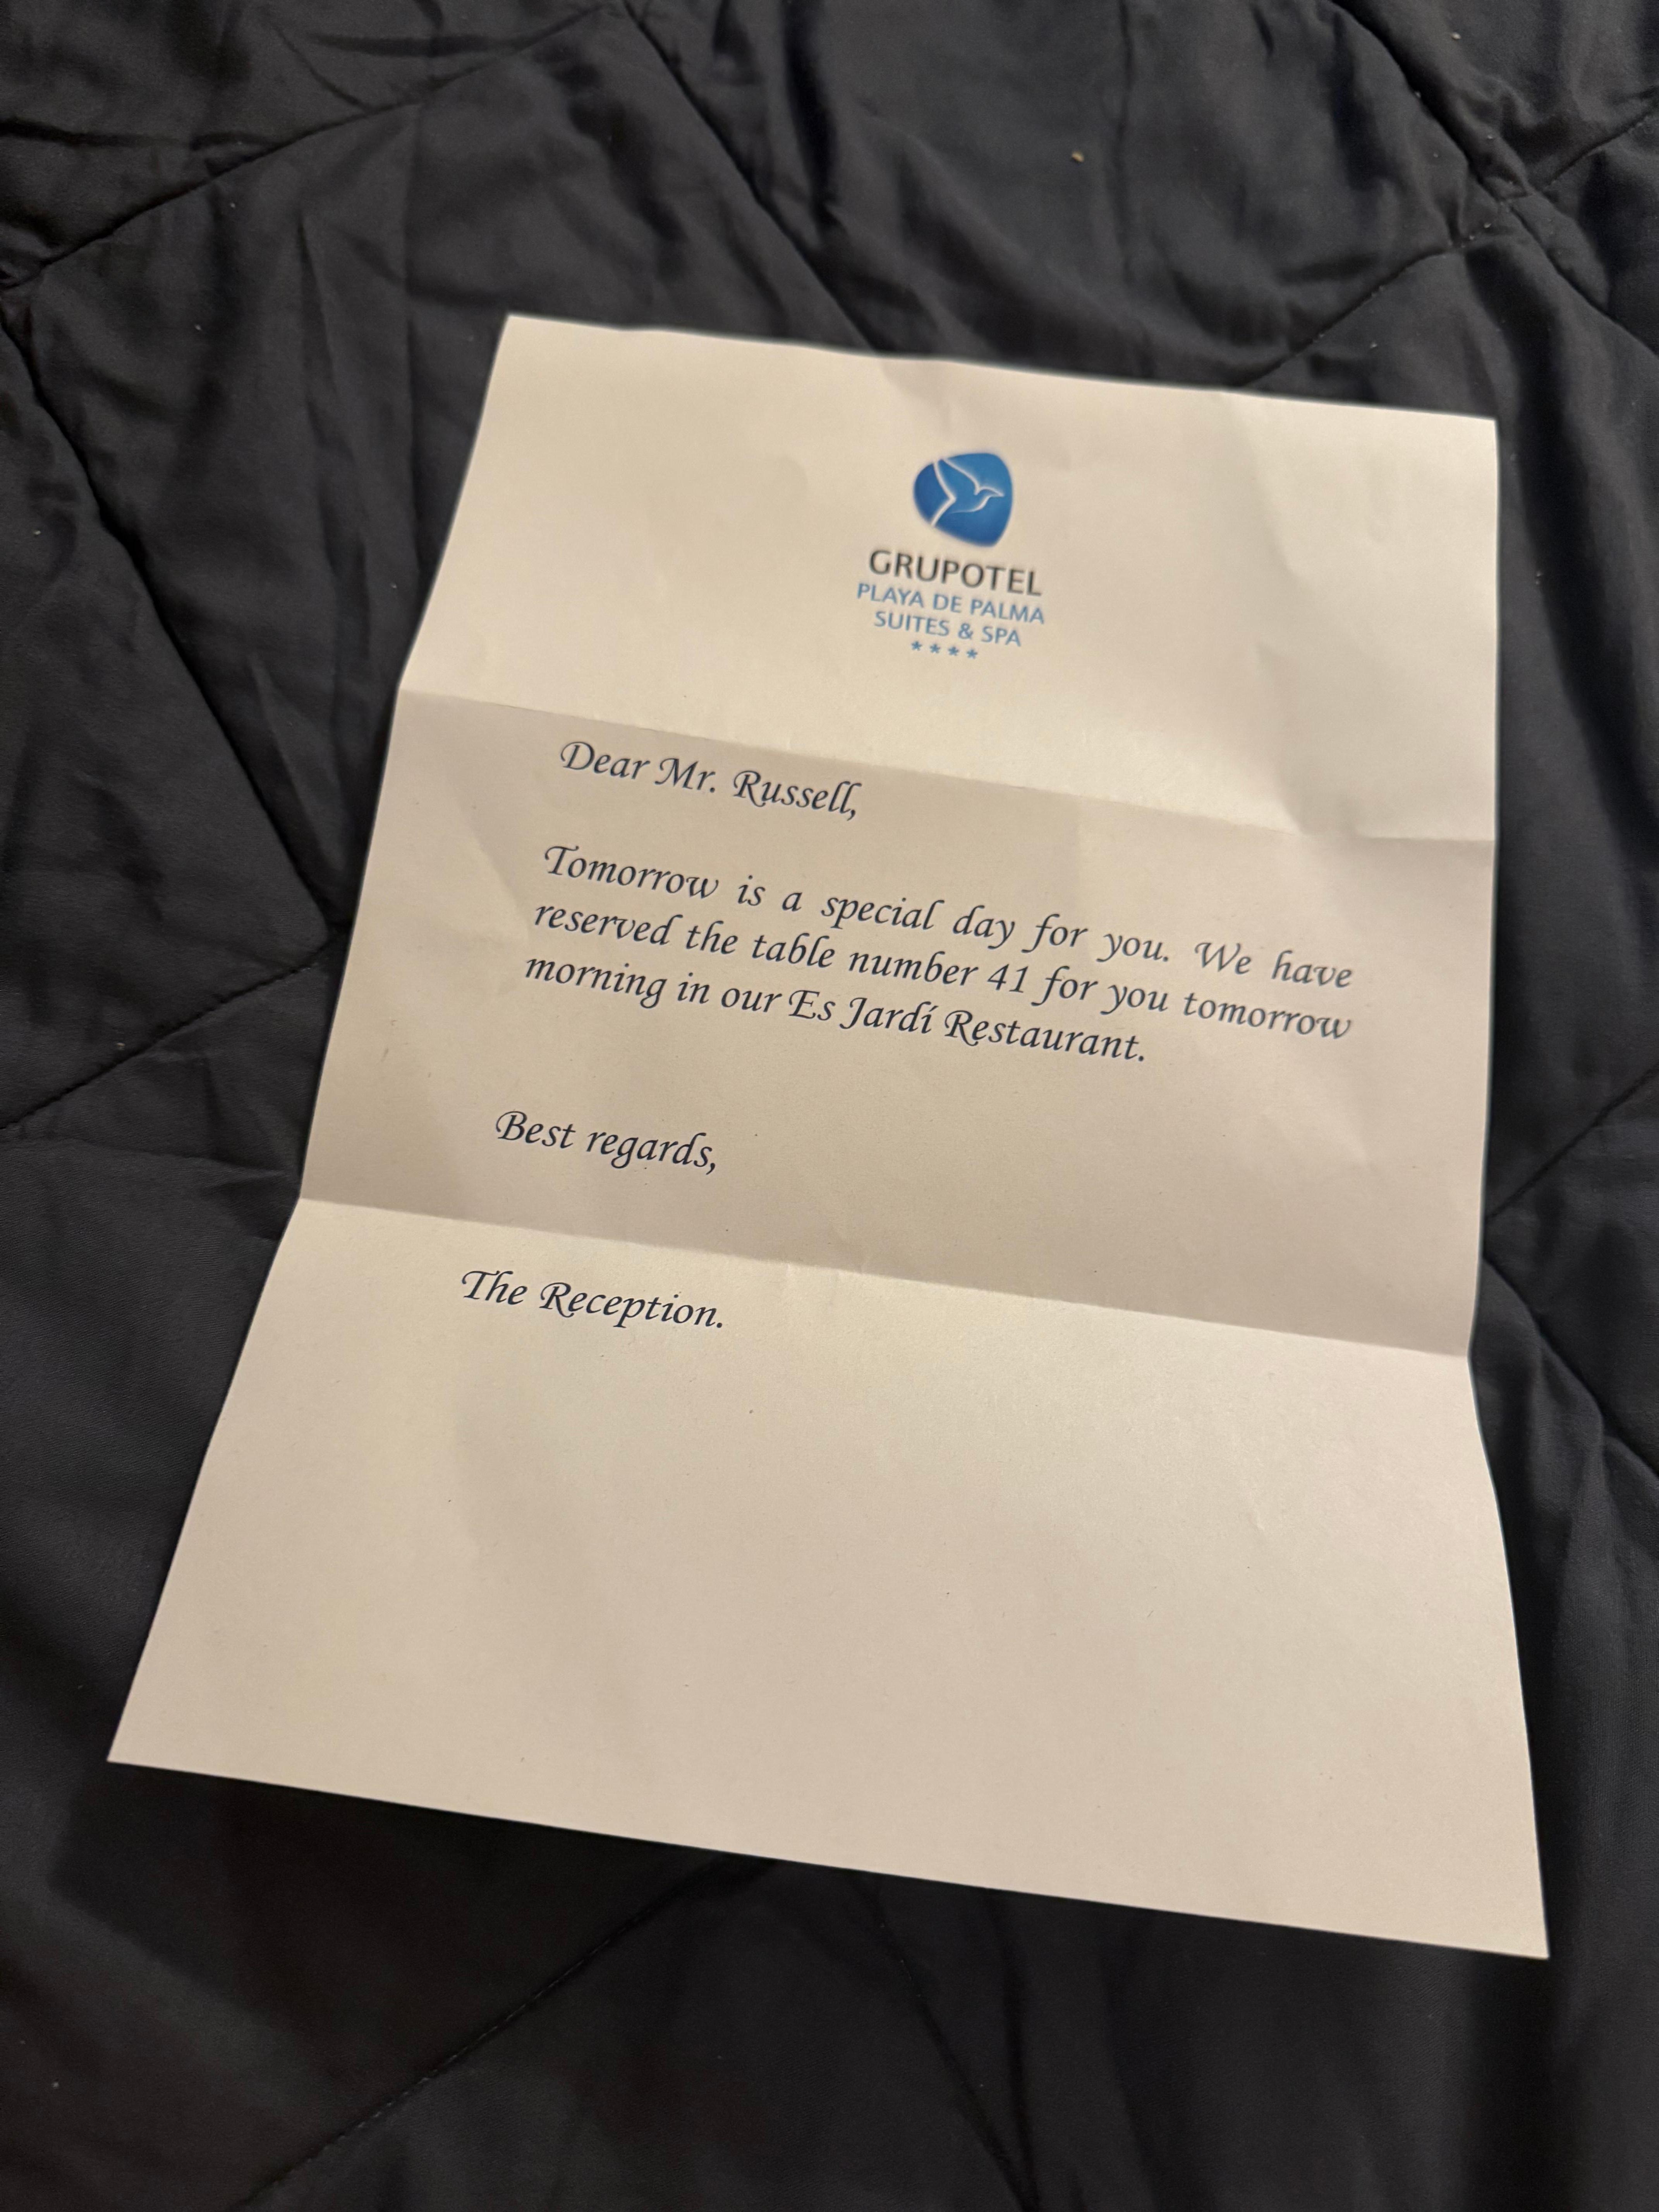 GRUPOTEL
PLAYA DE PALMA
SUITES & SPA
****
Dear Mr. Russell,
Tomorrow is a special day for you. We have
reserved the table number 41 for you tomorrow
morning in our Es Jardí Restaurant.
Best regards,
The Reception.